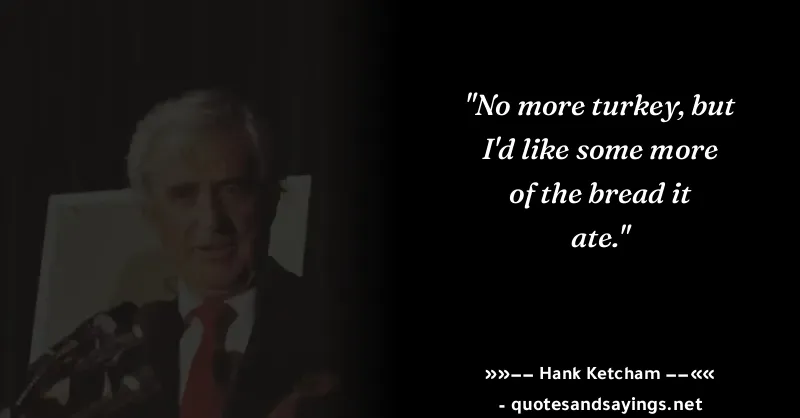 "No more turkey, but
I'd like some more
of the bread it
ate."
»»−− Hank Ketcham −−««
- quotesandsayings.net